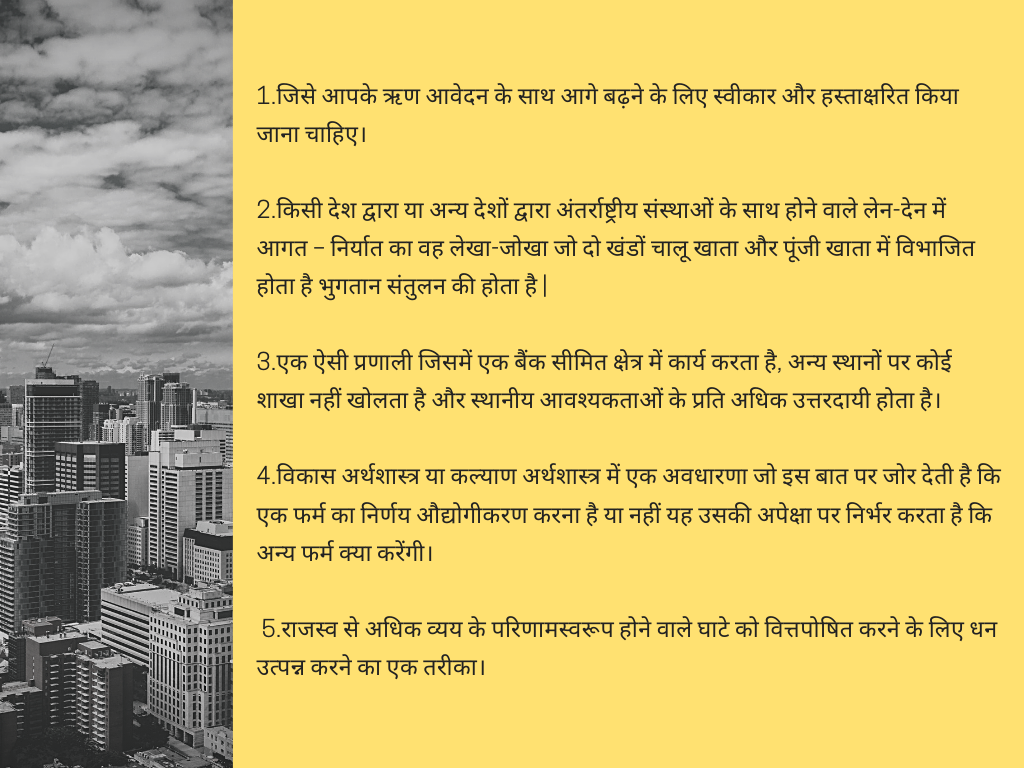 1.जिसे आपके ऋण आवेदन के साथ आगे बढ़ने के लिए स्वीकार और हस्ताक्षरित किया
जाना चाहिए।
2.किसी देश द्वारा या अन्य देशों द्वारा अंतर्राष्ट्रीय संस्थाओं के साथ होने वाले लेन-देन में
आगत – निर्यात का वह लेखा-जोखा जो दो खंडों चालू खाता और पूंजी खाता में विभाजित
होता है भुगतान संतुलन की होता है|
3.एक ऐसी प्रणाली जिसमें एक बैंक सीमित क्षेत्र में कार्य करता है, अन्य स्थानों पर कोई
शाखा नहीं खोलता है और स्थानीय आवश्यकताओं के प्रति अधिक उत्तरदायी होता है।
4.विकास अर्थशास्त्र या कल्याण अर्थशास्त्र में एक अवधारणा जो इस बात पर जोर देती है कि
एक फर्म का निर्णय औद्योगीकरण करना है या नहीं यह उसकी अपेक्षा पर निर्भर करता है कि
अन्य फर्म क्या करेंगी।
5.राजस्व से अधिक व्यय के परिणामस्वरूप होने वाले घाटे को वित्तपोषित करने के लिए धन
उत्पन्न करने का एक तरीका।